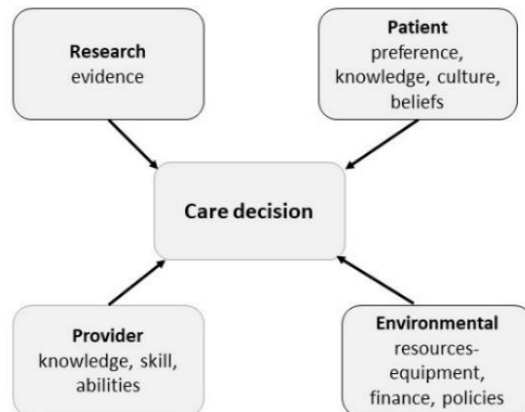 Research
evidence
Patient
preference,
knowledge, culture,
beliefs
Care decision
Provider
knowledge, skill,
abilities
Environmental
resources-
equipment,
finance, policies